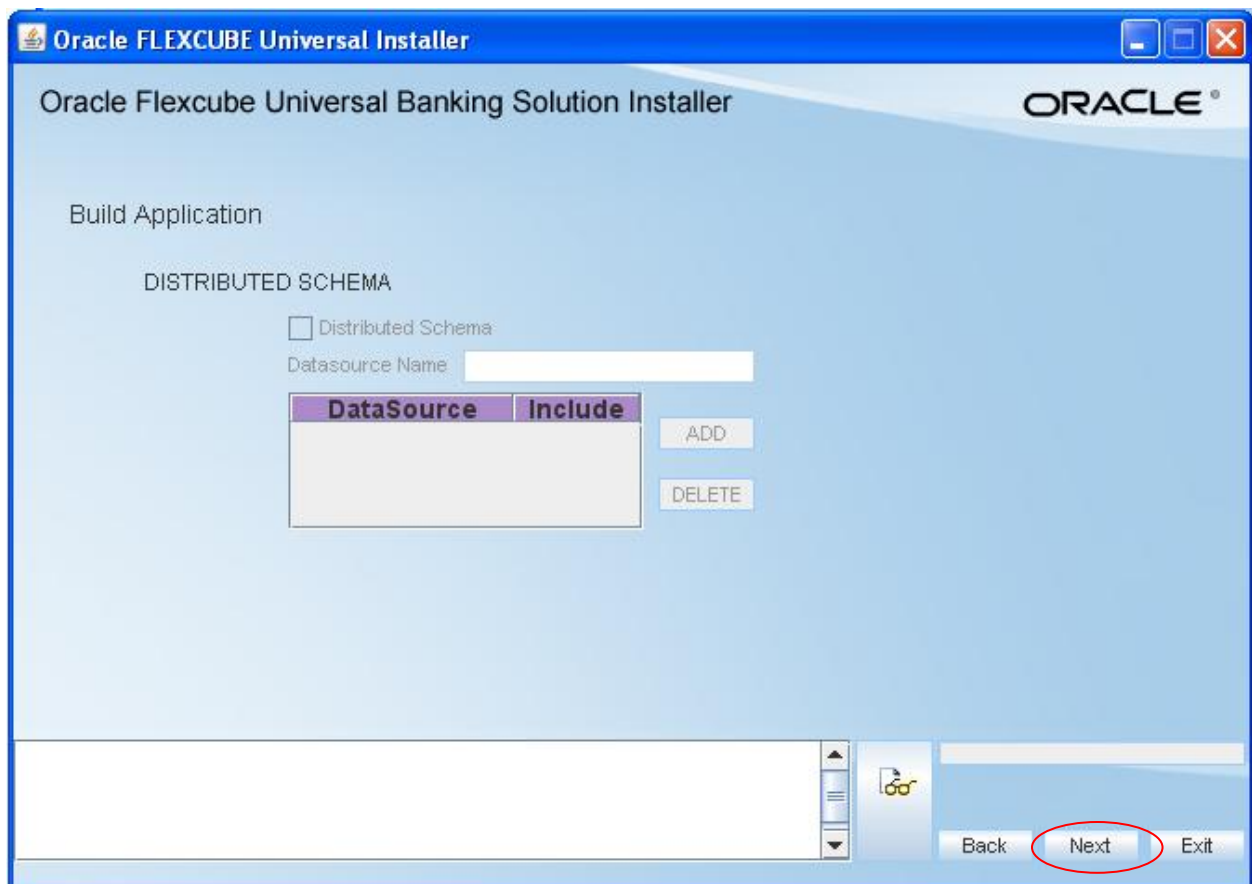 Oracle FLEXCUBE Universal Installer
Oracle Flexcube Universal Banking Solution Installer
ORACLE®
Build Application
DISTRIBUTED SCHEMA
Distributed Schema
Datasource Name
DataSource Include
ADD
DELETE
Back Next Exit